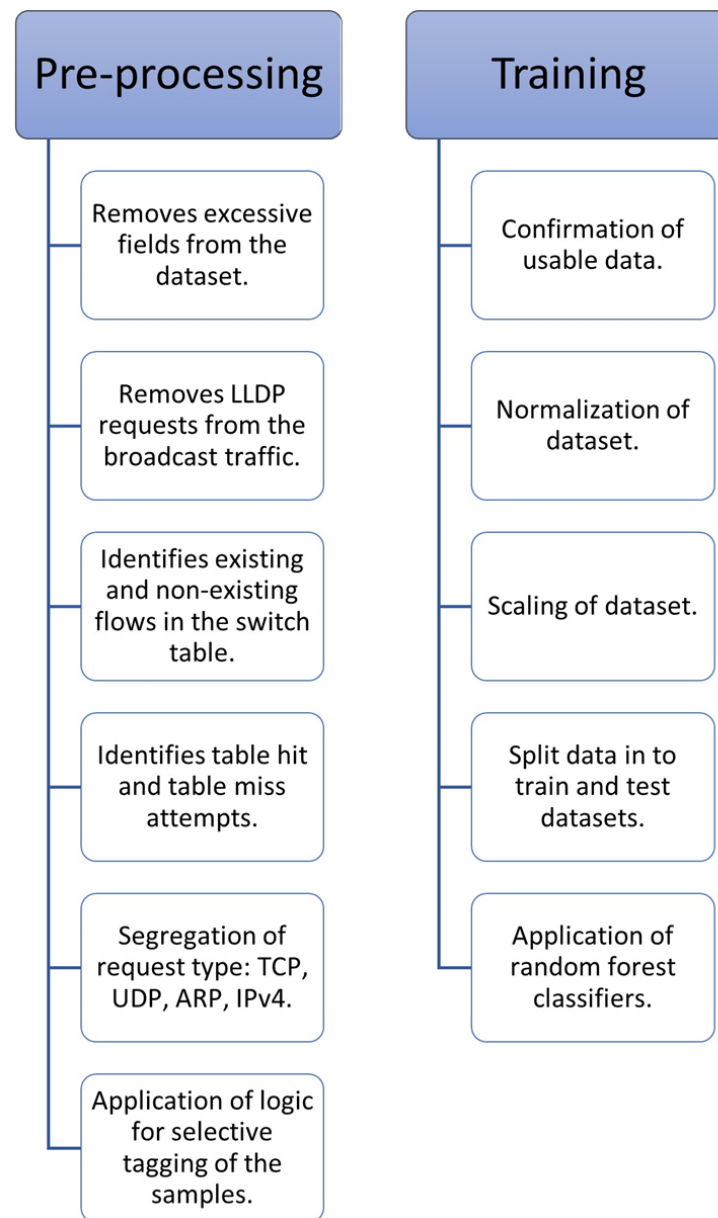 Pre-processing
Removes excessive
fields from the
dataset.
Removes LLDP
requests from the
broadcast traffic.
Identifies existing
and non-existing
flows in the switch
table.
Identifies table hit
and table miss
attempts.
Segregation of
request type: TCP,
UDP, ARP, IPv4.
Application of logic
for selective
tagging of the
samples.
Training
Confirmation of
usable data.
Normalization of
dataset.
Scaling of dataset.
Split data in to
train and test
datasets.
Application of
random forest
classifiers.